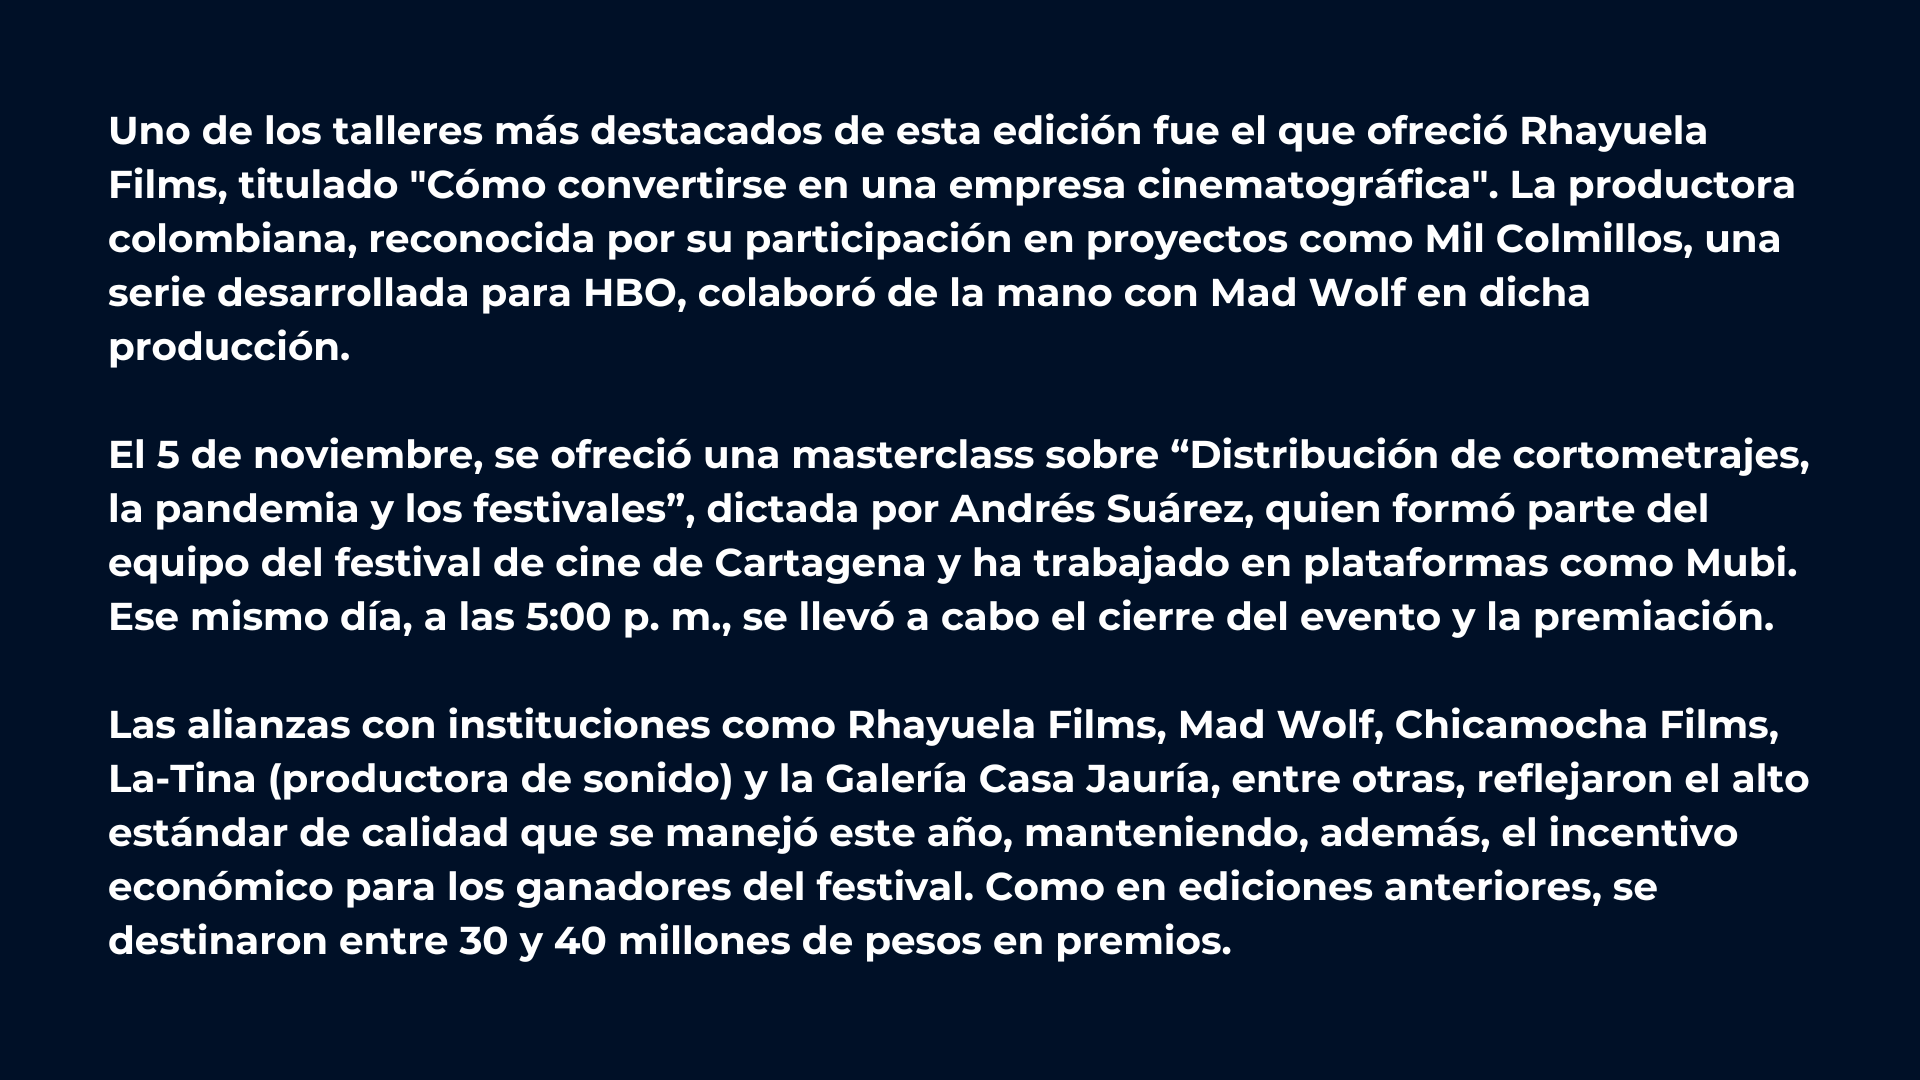 Uno de los talleres más destacados de esta edición fue el que ofreció Rhayuela
Films, titulado "Cómo convertirse en una empresa cinematográfica". La productora
colombiana, reconocida por su participación en proyectos como Mil Colmillos, una
serie desarrollada para HBO, colaboró de la mano con Mad Wolf en dicha
producción.
El 5 de noviembre, se ofreció una masterclass sobre “Distribución de cortometrajes,
la pandemia y los festivales”, dictada por Andrés Suárez, quien formó parte del
equipo del festival de cine de Cartagena y ha trabajado en plataformas como Mubi.
Ese mismo día, a las 5:00 p. m., se llevó a cabo el cierre del evento y la premiación.
Las alianzas con instituciones como Rhayuela Films, Mad Wolf, Chicamocha Films,
La-Tina (productora de sonido) y la Galería Casa Jauría, entre otras, reflejaron el alto
estándar de calidad que se manejó este año, manteniendo, además, el incentivo
económico para los ganadores del festival. Como en ediciones anteriores, se
destinaron entre 30 y 40 millones de pesos en premios.